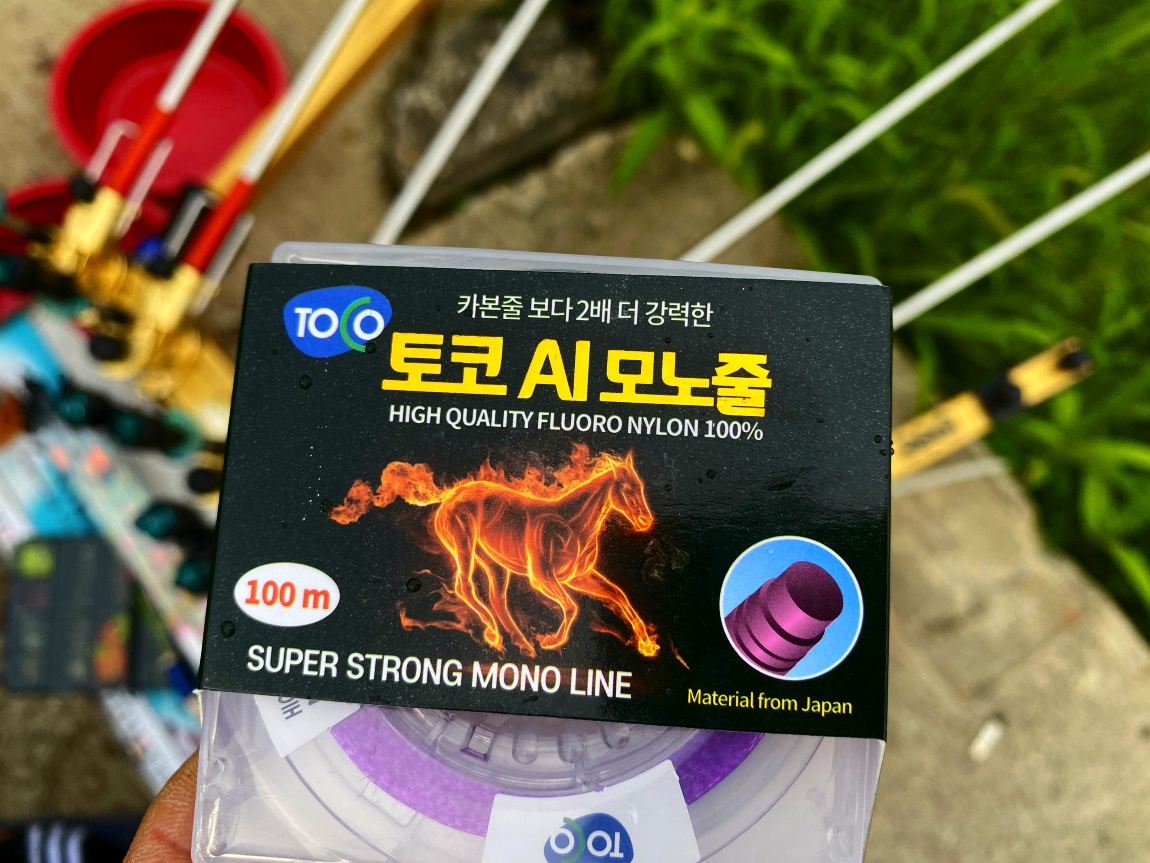 TOCO
카본줄 보다 2배 더 강력한
토코 AI 모노줄
HIGH QUALITY FLUORO NYLON 100%
100 m
SUPER STRONG MONO LINE
Material from Japan
TOCO